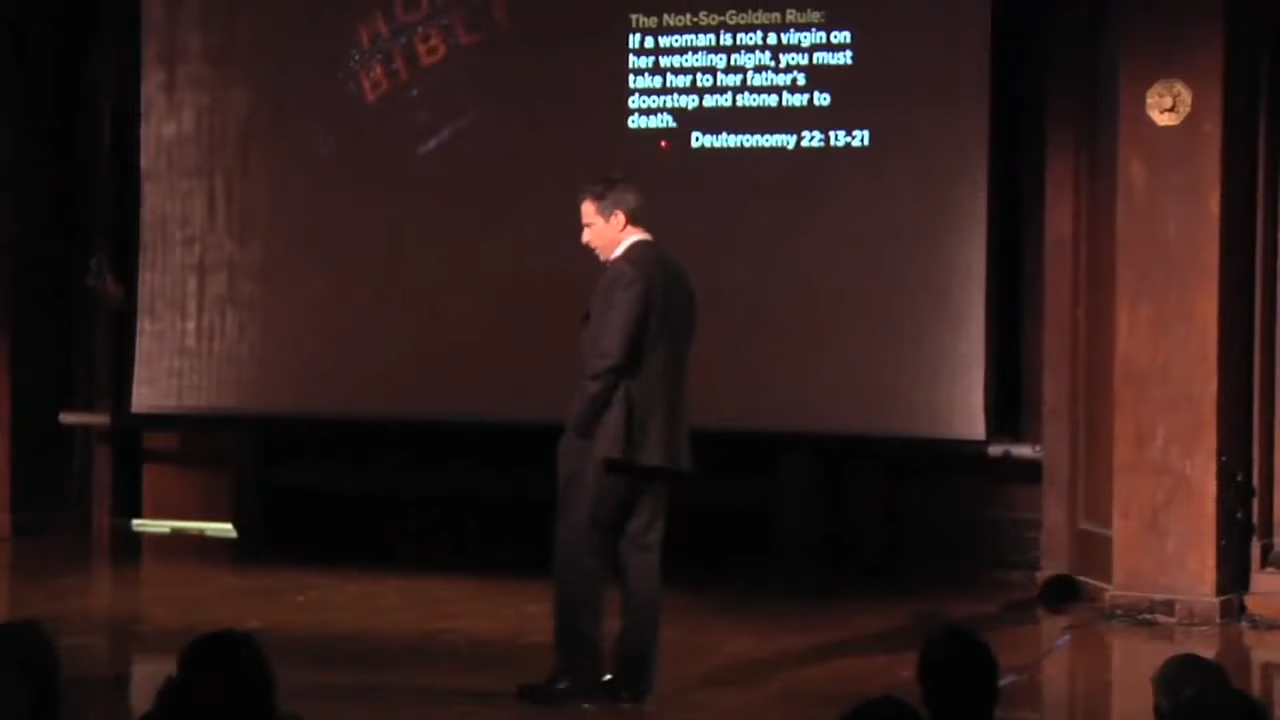 BIBLE
The Not-So-Golden Rule:
If a woman is not a virgin on
her wedding night, you must
take her to her father's
doorstep and stone her to
death.
Deuteronomy 22: 13-21